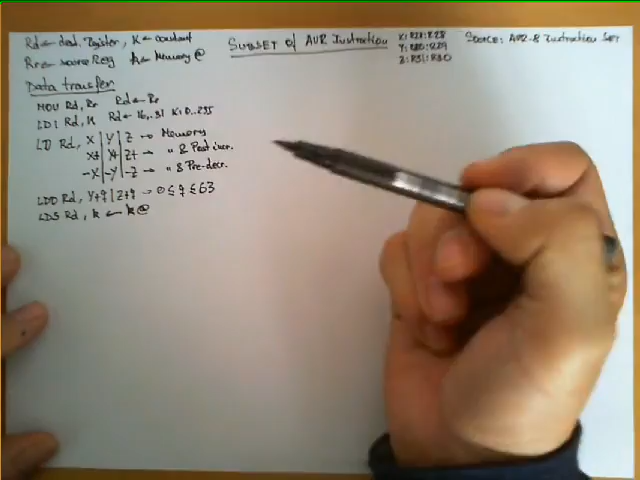 Rd ← dest. Register, K ← constant
Rr ← source Reg k ← Memory @
SUBSET of AVR Instruction
X: R27:R26
Source: AVR-8 Instruction SET
Z: R31:R30
Data transfer
MOV Rd, Rr Rd ← Rr
LDI Rd, K Rd ← 16,..31 K: 0..255
LD Rd, X | Y | Z → Memory
X+ | Y+ | Z+ → " & Post incr.
-X | -Y | -Z → " & Pre-decr.
LDD Rd, Y+q | Z+q → 0 ≤ q ≤ 63
LDS Rd, k ← k@